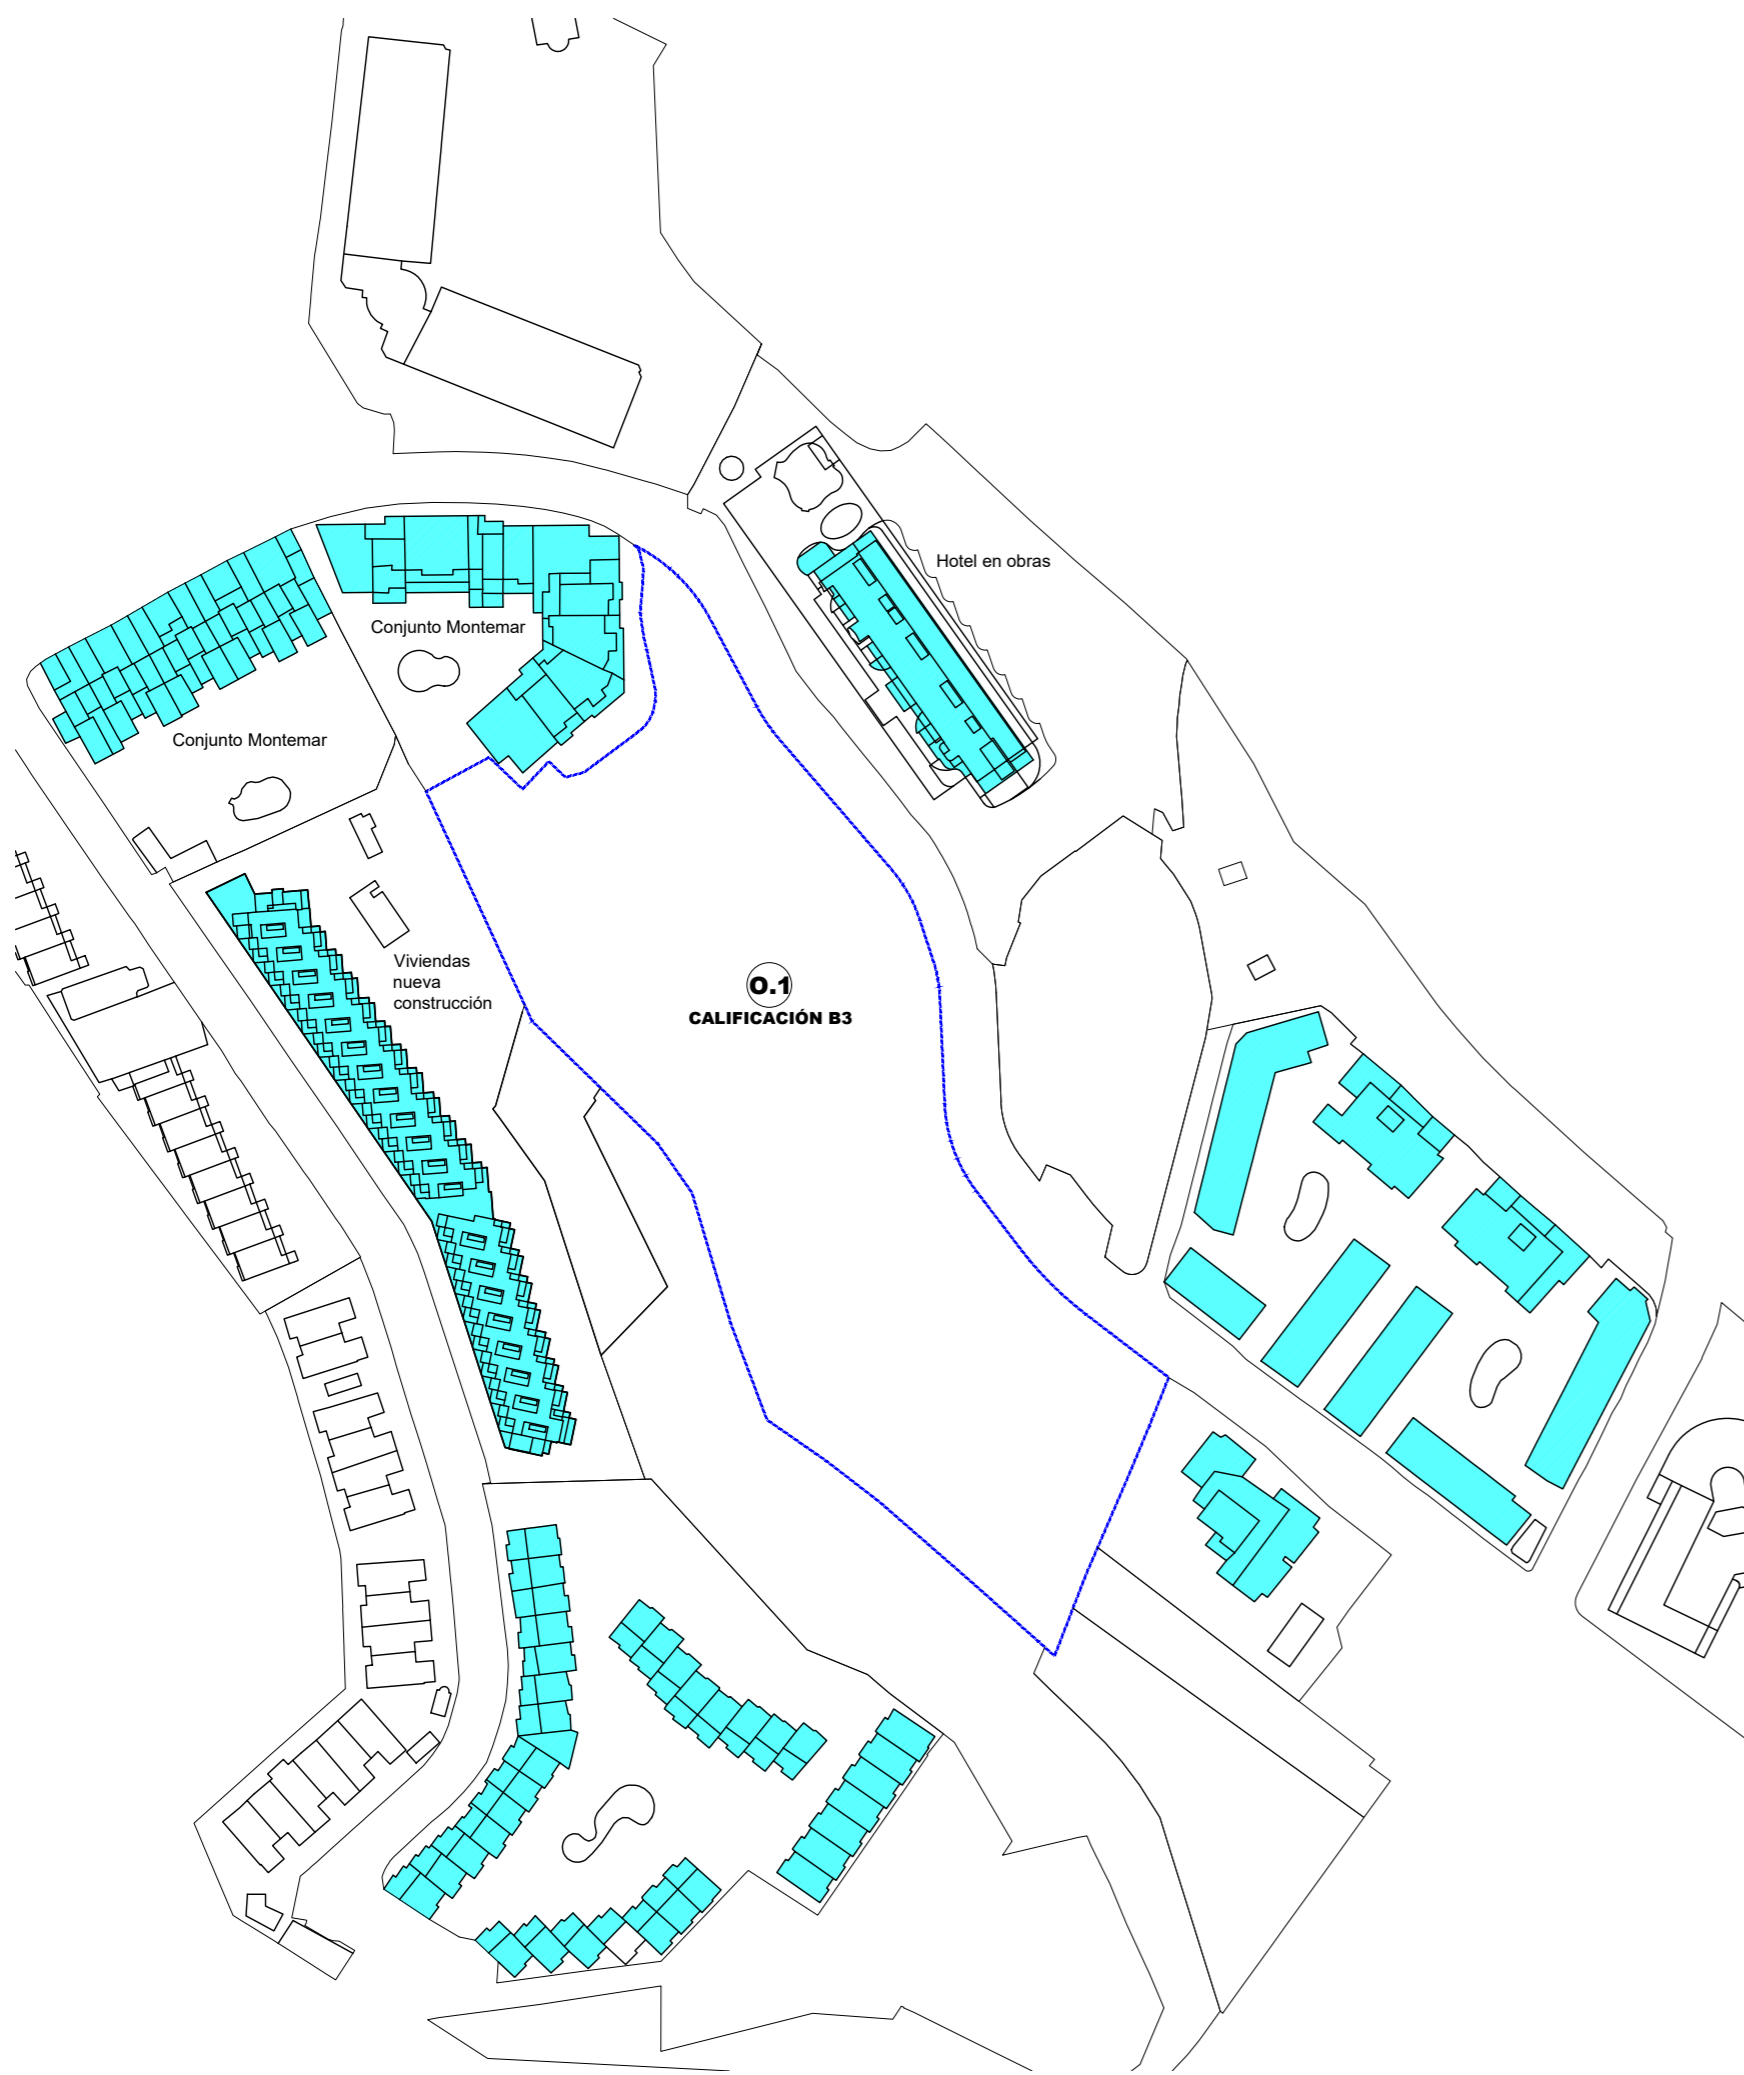 Hotel en obras
Conjunto Montemar
Conjunto Montemar
Viviendas
nueva
construcción
O.1
CALIFICACIÓN B3